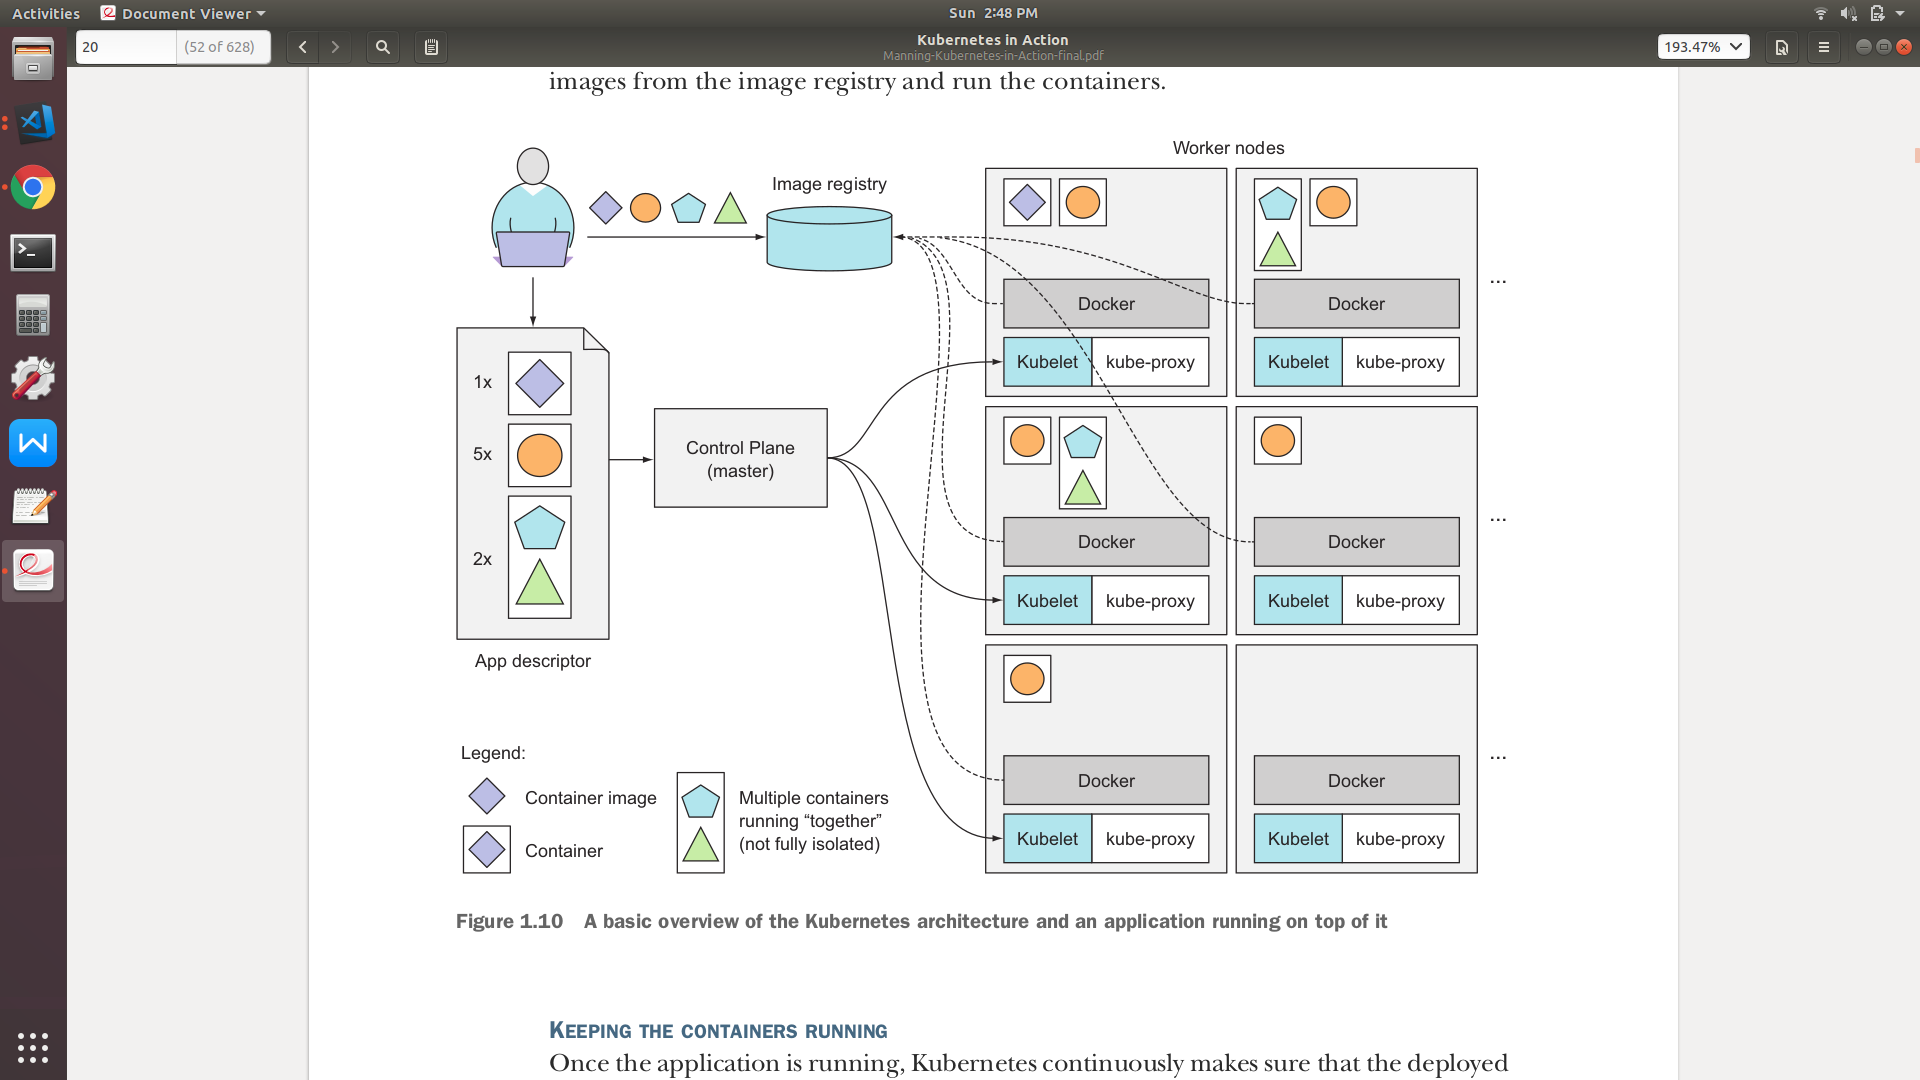 Activities
Document Viewer
Sun 2:48 PM
20
(52 of 628)
Kubernetes in Action
Manning-Kubernetes-in-Action-final.pdf
193.47%
images from the image registry and run the containers.
Worker nodes
Image registry
Docker
Docker
...
Kubelet
kube-proxy
Kubelet
kube-proxy
1x
5x
2x
App descriptor
Control Plane
(master)
Docker
Docker
...
Kubelet
kube-proxy
Kubelet
kube-proxy
Docker
Docker
...
Kubelet
kube-proxy
Kubelet
kube-proxy
Legend:
Container image
Container
Multiple containers
running “together”
(not fully isolated)
Figure 1.10 A basic overview of the Kubernetes architecture and an application running on top of it
KEEPING THE CONTAINERS RUNNING
Once the application is running, Kubernetes continuously makes sure that the deployed